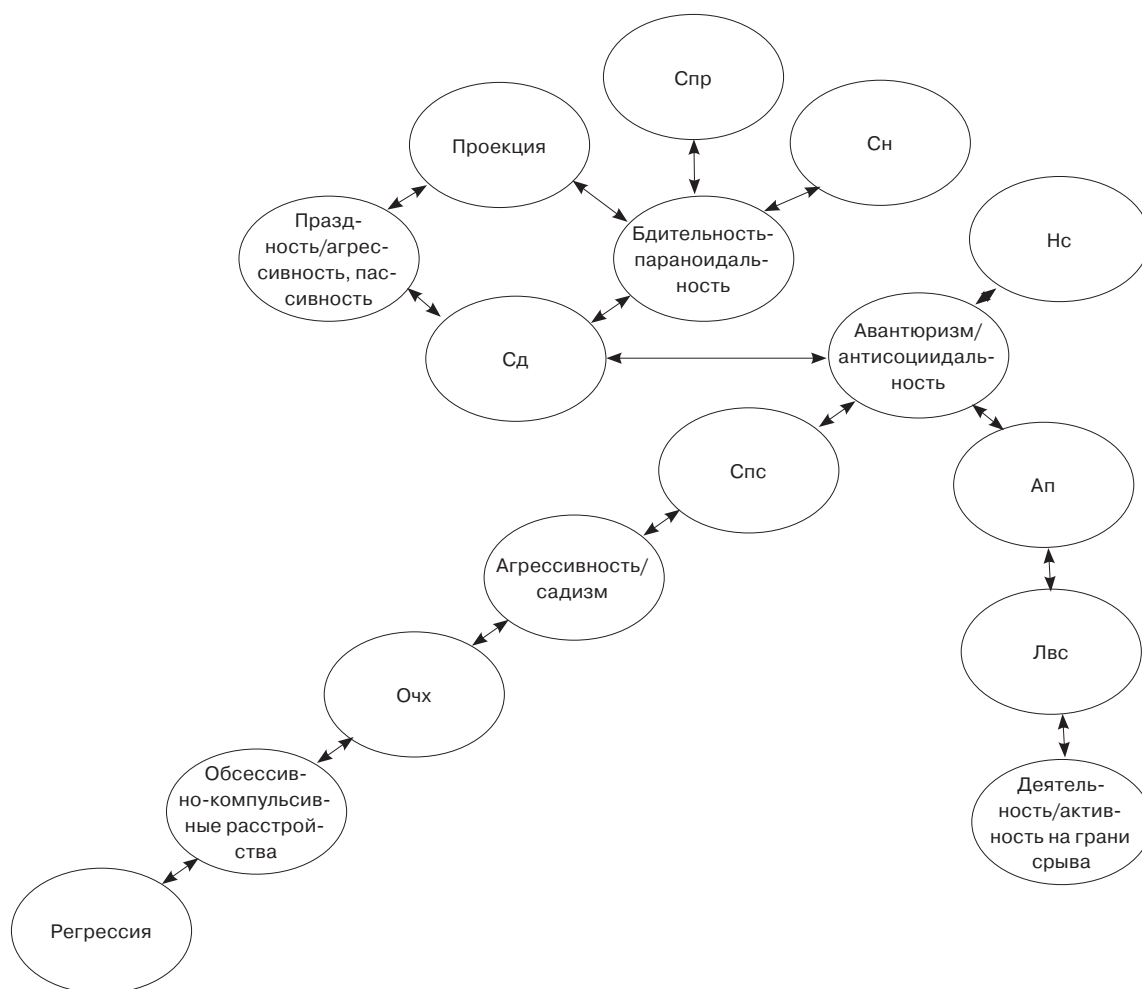 Спр
Проекция
Сн
Празд-
ность/агрес-
сивность, пас-
сивность
Бдительность-
параноидаль-
ность
Нс
Сд
Авантюризм/
антисоциидаль-
ность
Спс
Ап
Агрессивность/
садизм
Лвс
Очх
Обсессив-
но-компульсив-
ные расстрой-
ства
Деятель-
ность/актив-
ность на грани
срыва
Регрессия